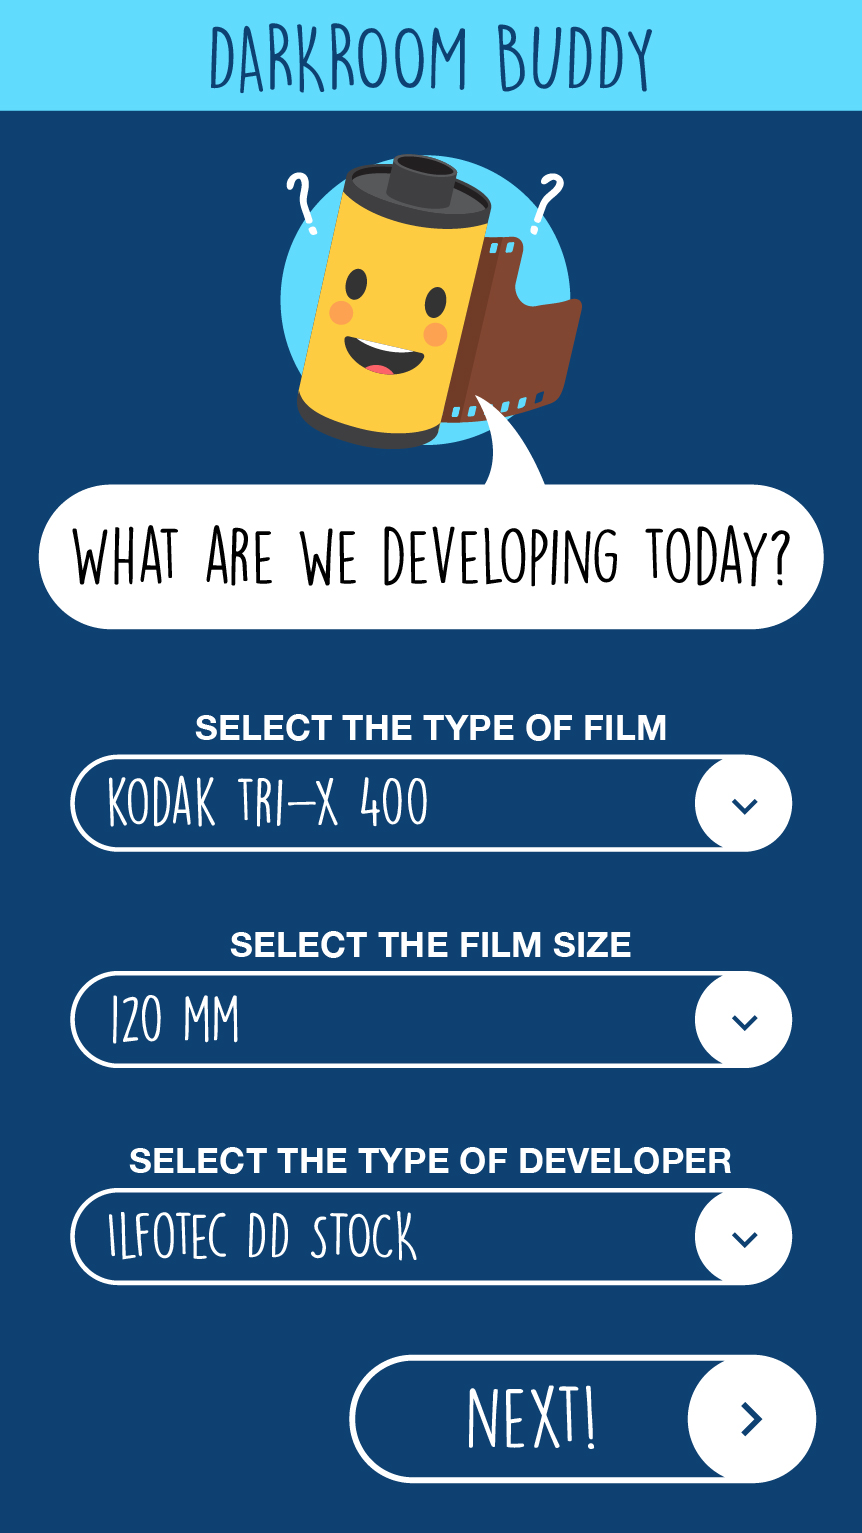 DARKROOM BUDDY
? ?
WHAT ARE WE DEVELOPING TODAY?
SELECT THE TYPE OF FILM
KODAK TRI-X 400
SELECT THE FILM SIZE
120 MM
SELECT THE TYPE OF DEVELOPER
ILFOTEC DD STOCK
NEXT!